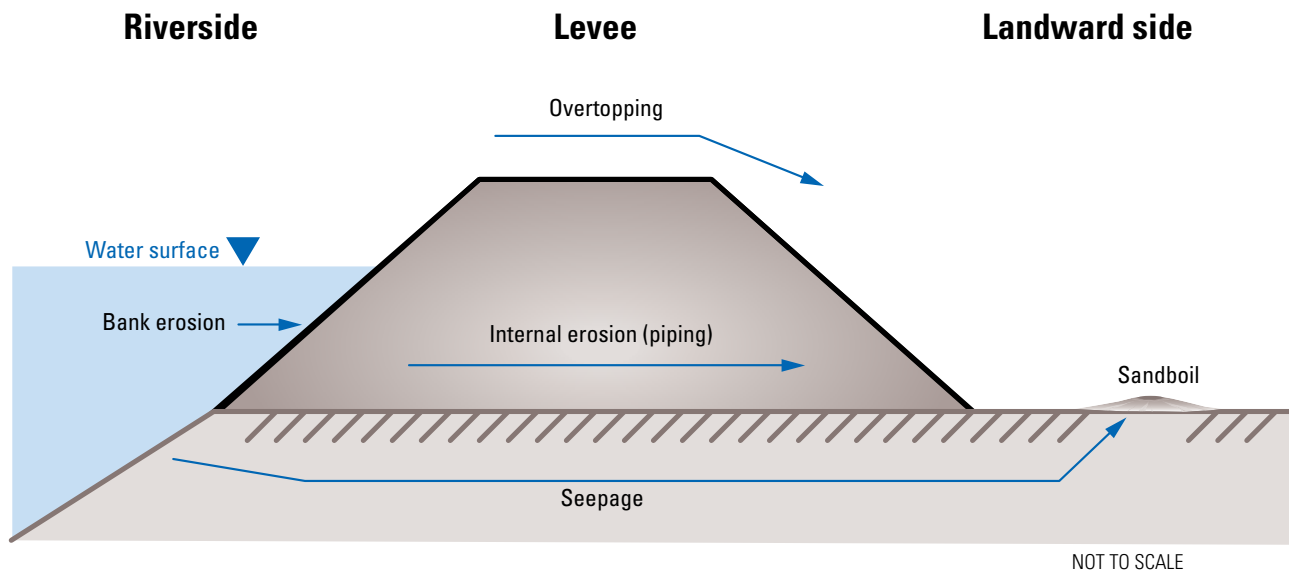 Riverside
Levee
Landward side
Overtopping
Water surface
Bank erosion
Internal erosion (piping)
Sandboil
Seepage
NOT TO SCALE